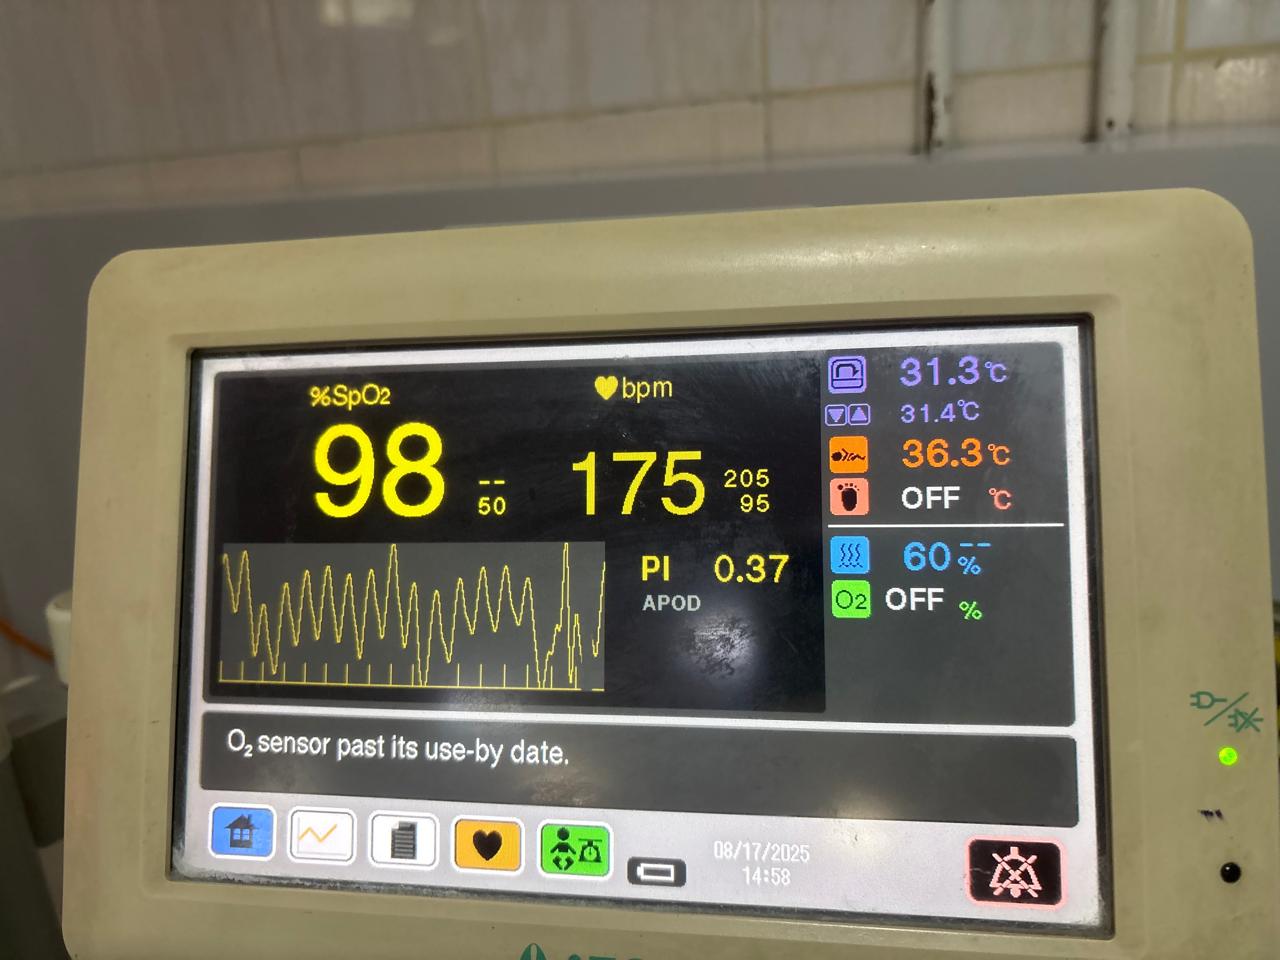 %SpO2
bpm
98
--
50
175
205
95
PI 0.37
APOD
31.3°C
31.4°C
36.3°C
OFF °C
60 -- %
O2 OFF %
O2 sensor past its use-by date.
08/17/2025
14:58